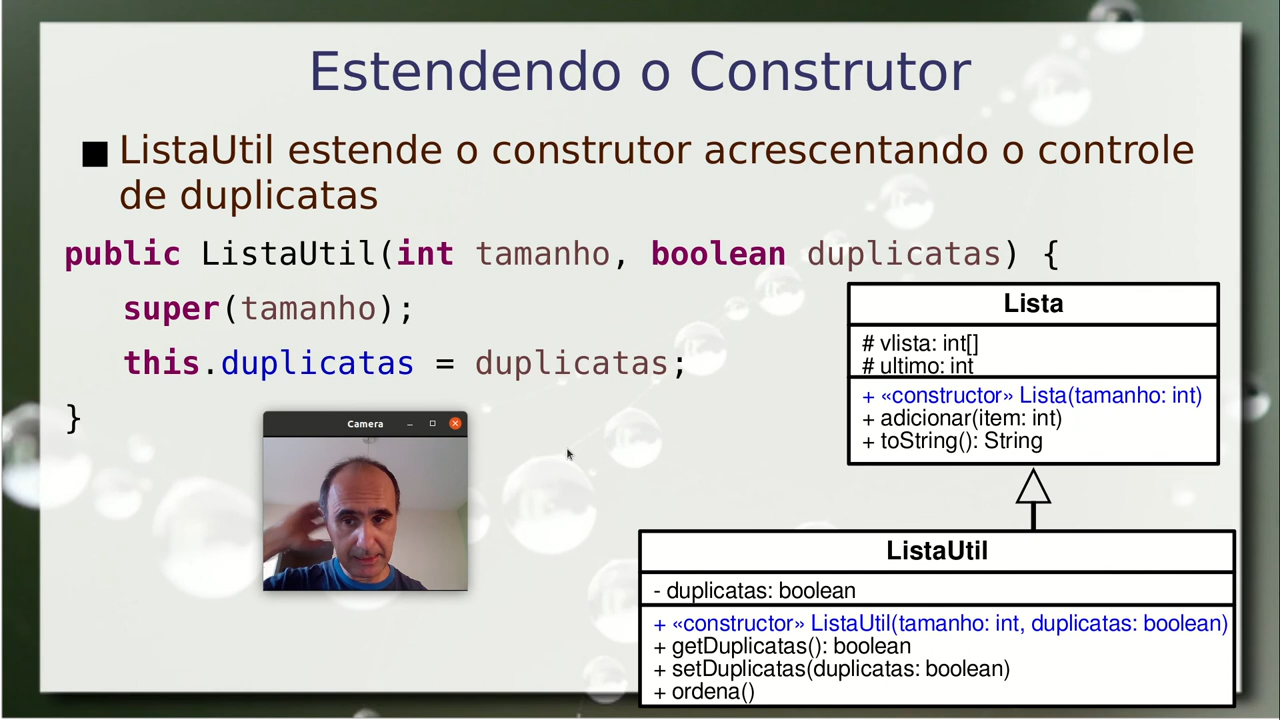 Estendendo o Construtor
■ ListaUtil estende o construtor acrescentando o controle
de duplicatas
public ListaUtil(int tamanho, boolean duplicatas) {
super(tamanho);
this.duplicatas = duplicatas;
}
Camera
Lista
# vlista: int[]
# ultimo: int
+ «constructor» Lista(tamanho: int)
+ adicionar(item: int)
+ toString(): String
ListaUtil
- duplicatas: boolean
+ «constructor» ListaUtil(tamanho: int, duplicatas: boolean)
+ getDuplicatas(): boolean
+ setDuplicatas(duplicatas: boolean)
+ ordena()